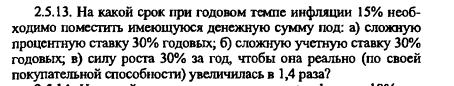 2.5.13. На какой срок при годовом темпе инфляции 15% необ-
ходимо поместить имеющуюся денежную сумму под: а) сложную
процентную ставку 30% годовых; б) сложную учетную ставку 30%
годовых; в) силу роста 30% за год, чтобы она реально (по своей
покупательной способности) увеличилась в 1,4 раза?